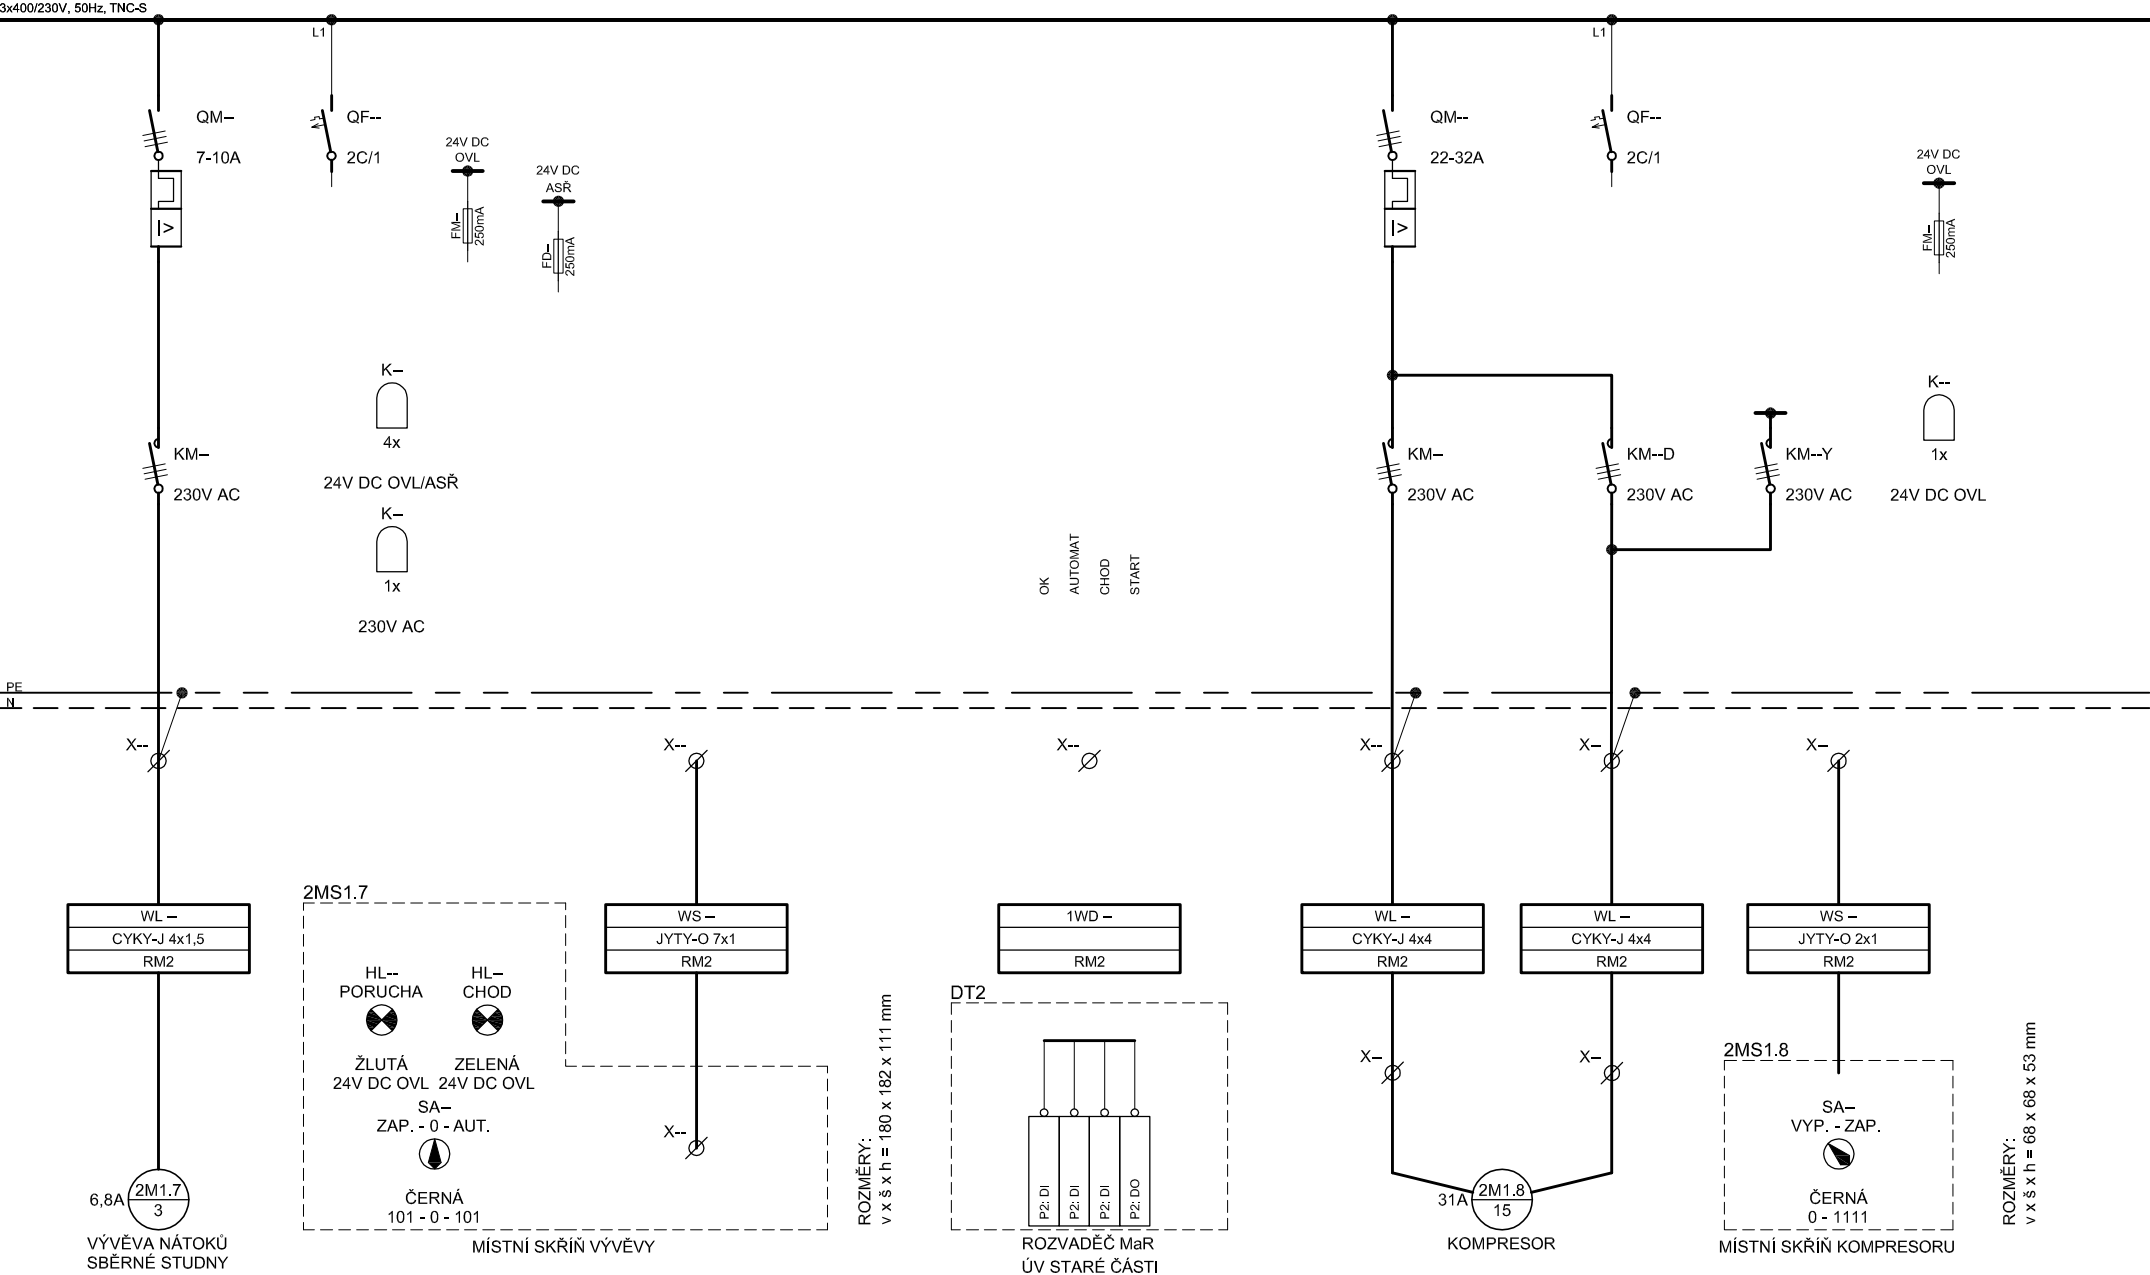 3x400/230V, 50Hz, TNC-S
L1
QM–
7-10A
QF--
2C/1
24V DC
OVL
FM–
250mA
24V DC
ASŘ
FD–
250mA
I>
K–
4x
24V DC OVL/ASŘ
K–
1x
230V AC
KM–
230V AC
OK
AUTOMAT
CHOD
START
L1
QM--
22-32A
QF--
2C/1
24V DC
OVL
FM–
250mA
I>
KM–
230V AC
KM--D
230V AC
KM--Y
230V AC
K--
1x
24V DC OVL
PE
N
X--
X--
X--
X--
X–
X–
WL –
CYKY-J 4x1,5
RM2
2MS1.7
HL--
PORUCHA
ŽLUTÁ
24V DC OVL
HL–
CHOD
ZELENÁ
24V DC OVL
SA–
ZAP. - 0 - AUT.
ČERNÁ
101 - 0 - 101
WS –
JYTY-O 7x1
RM2
X--
ROZMĚRY:
v x š x h = 180 x 182 x 111 mm
1WD –
RM2
DT2
P2: DI
P2: DI
P2: DI
P2: DO
WL –
CYKY-J 4x4
RM2
WL –
CYKY-J 4x4
RM2
X–
X–
WS –
JYTY-O 2x1
RM2
2MS1.8
SA–
VYP. - ZAP.
ČERNÁ
0 - 1111
ROZMĚRY:
v x š x h = 68 x 68 x 53 mm
6,8A
2M1.7
3
VÝVĚVA NÁTOKŮ
SBĚRNÉ STUDNY
MÍSTNÍ SKŘÍŇ VÝVĚVY
ROZVADĚČ MaR
ÚV STARÉ ČÁSTI
31A
2M1.8
15
KOMPRESOR
MÍSTNÍ SKŘÍŇ KOMPRESORU